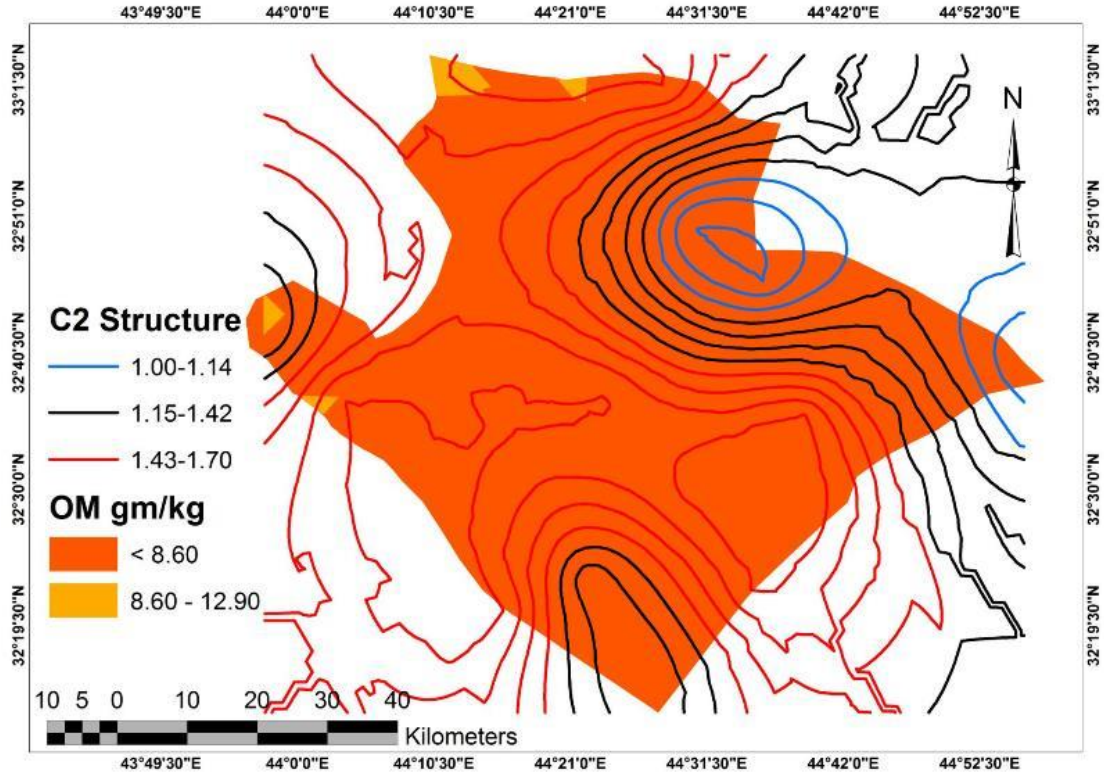 43°49'30"E 44°0'0"E 44°10'30"E 44°21'0"E 44°31'30"E 44°42'0"E 44°52'30"E
33°1'30"N
32°51'0"N
32°40'30"N
32°30'0"N
32°19'30"N
33°1'30"N
32°51'0"N
32°40'30"N
32°30'0"N
32°19'30"N
N
C2 Structure
1.00-1.14
1.15-1.42
1.43-1.70
OM gm/kg
< 8.60
8.60 - 12.90
10 5 0 10 20 30 40
Kilometers
43°49'30"E 44°0'0"E 44°10'30"E 44°21'0"E 44°31'30"E 44°42'0"E 44°52'30"E